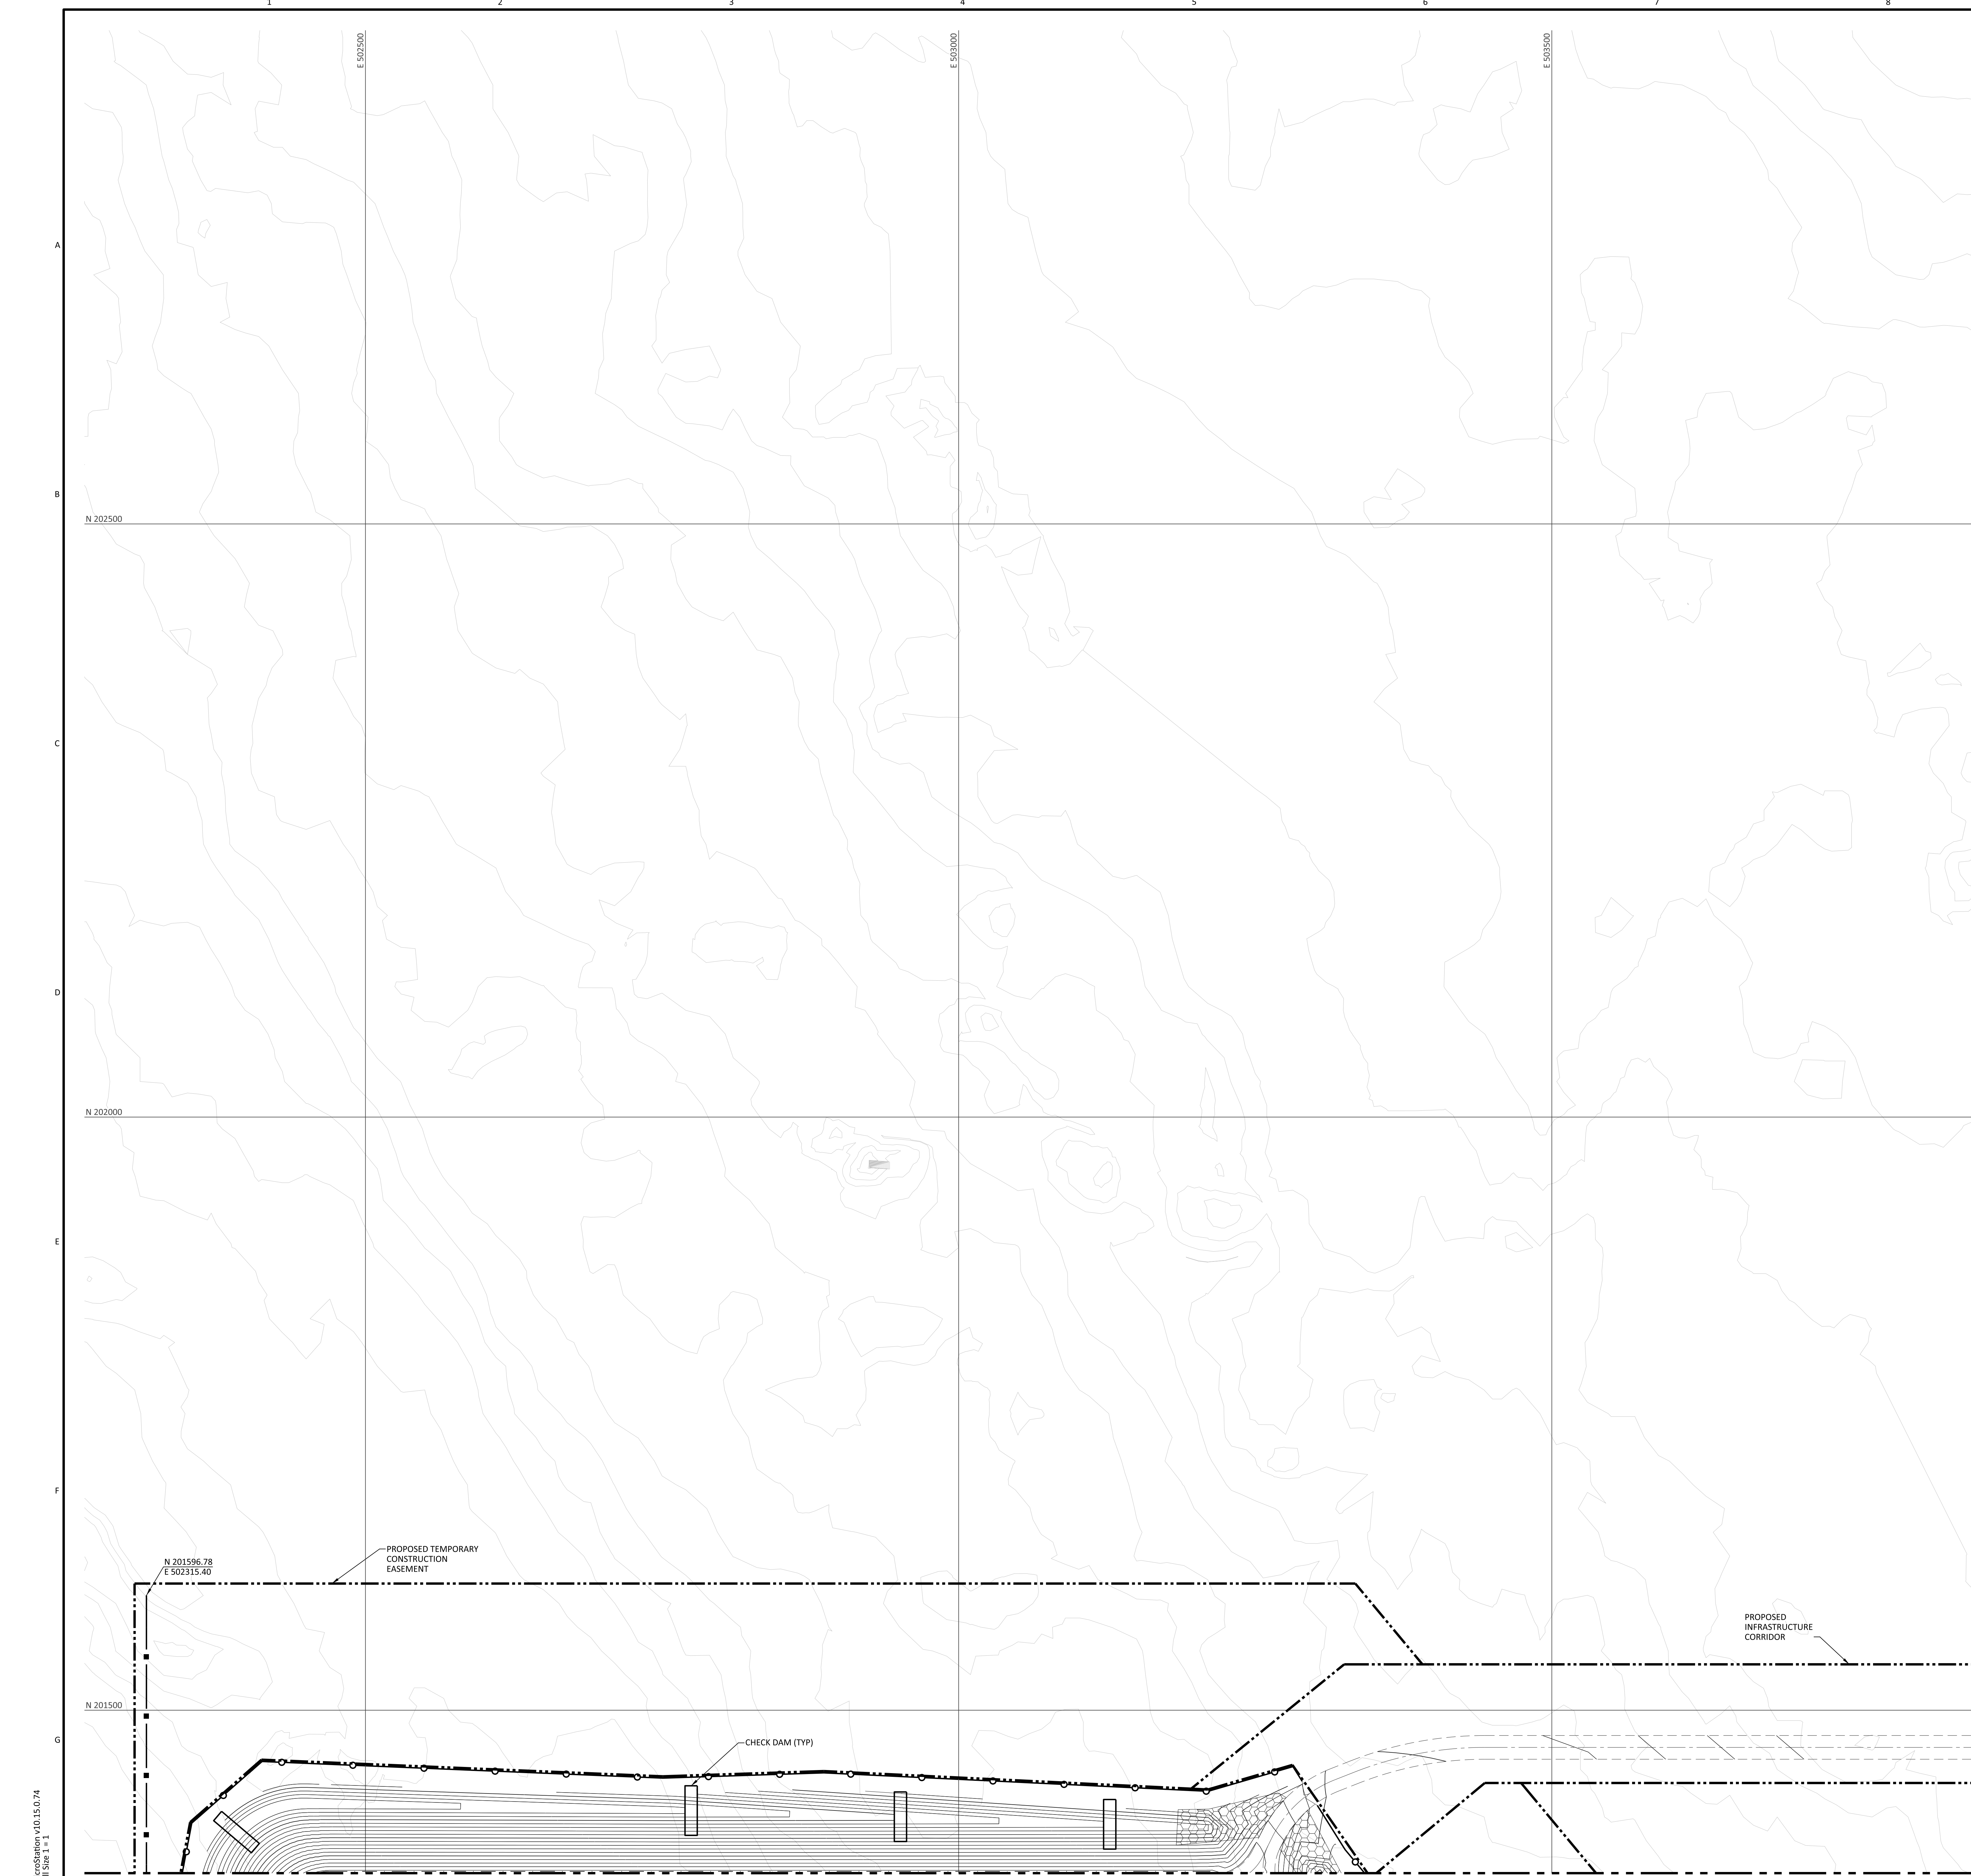 1 2 3 4 5 6 7 8
E 502500
E 503000
E 503500
A
B
N 202500
C
D
N 202000
E
F
N 201596.78
E 502315.40
PROPOSED TEMPORARY
CONSTRUCTION
EASEMENT
PROPOSED
INFRASTRUCTURE
CORRIDOR
N 201500
G
CHECK DAM (TYP)
croStation v10.15.0.74
ll Size 1 = 1